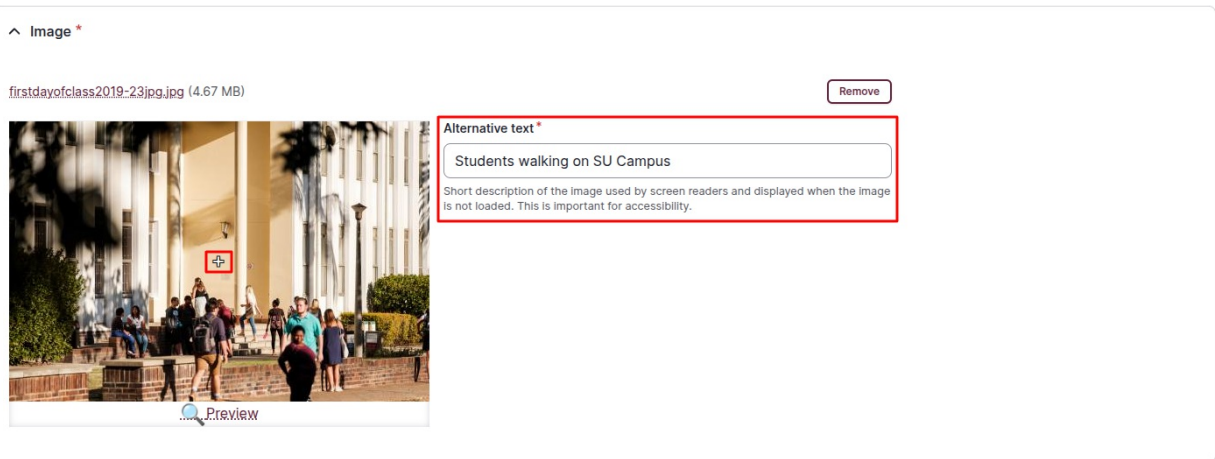 Image *
firstdayofclass2019-23jpg.jpg (4.67 MB)
Remove
Alternative text *
Students walking on SU Campus
Short description of the image used by screen readers and displayed when the image
is not loaded. This is important for accessibility.
Preview